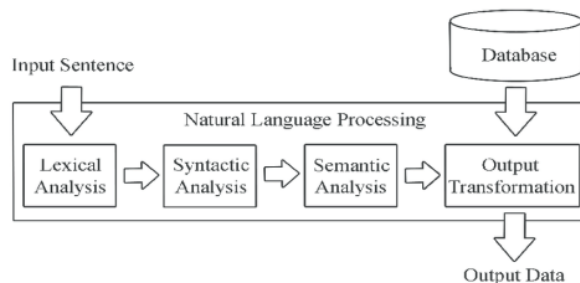 Database
Input Sentence
Natural Language Processing
Lexical
Analysis
Syntactic
Analysis
Semantic
Analysis
Output
Transformation
Output Data